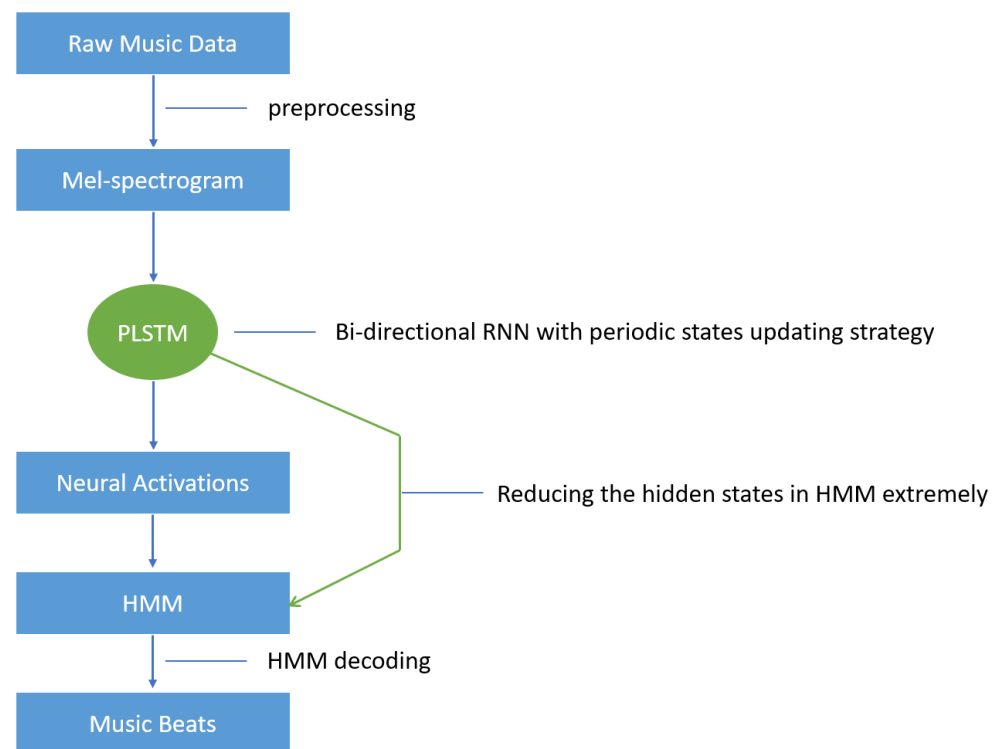 Raw Music Data
preprocessing
Mel-spectrogram
PLSTM
Bi-directional RNN with periodic states updating strategy
Neural Activations
Reducing the hidden states in HMM extremely
HMM
HMM decoding
Music Beats